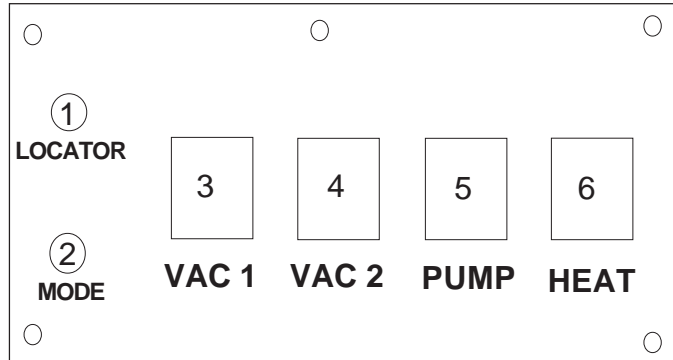 1
LOCATOR
3 4 5 6
2
MODE
VAC 1 VAC 2 PUMP HEAT